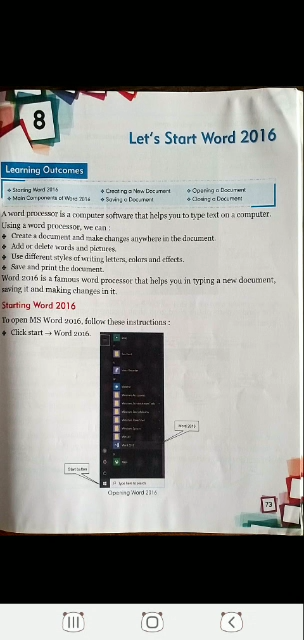 8
Let's Start Word 2016
Learning Outcomes
❖ Starting Word 2016 ❖ Creating a New Document ❖ Opening a Document
❖ Main Components of Word 2016 ❖ Saving a Document ❖ Closing a Document
A word processor is a computer software that helps you to type text on a computer.
Using a word processor, we can :
❖ Create a document and make changes anywhere in the document.
❖ Add or delete words and pictures.
❖ Use different styles of writing letters, colors and effects.
❖ Save and print the document.
Word 2016 is a famous word processor that helps you in typing a new document,
saving it and making changes in it.
Starting Word 2016
To open MS Word 2016, follow these instructions :
❖ Click start → Word 2016.
Word 2016
Start button
Type here to search
Opening Word 2016
73